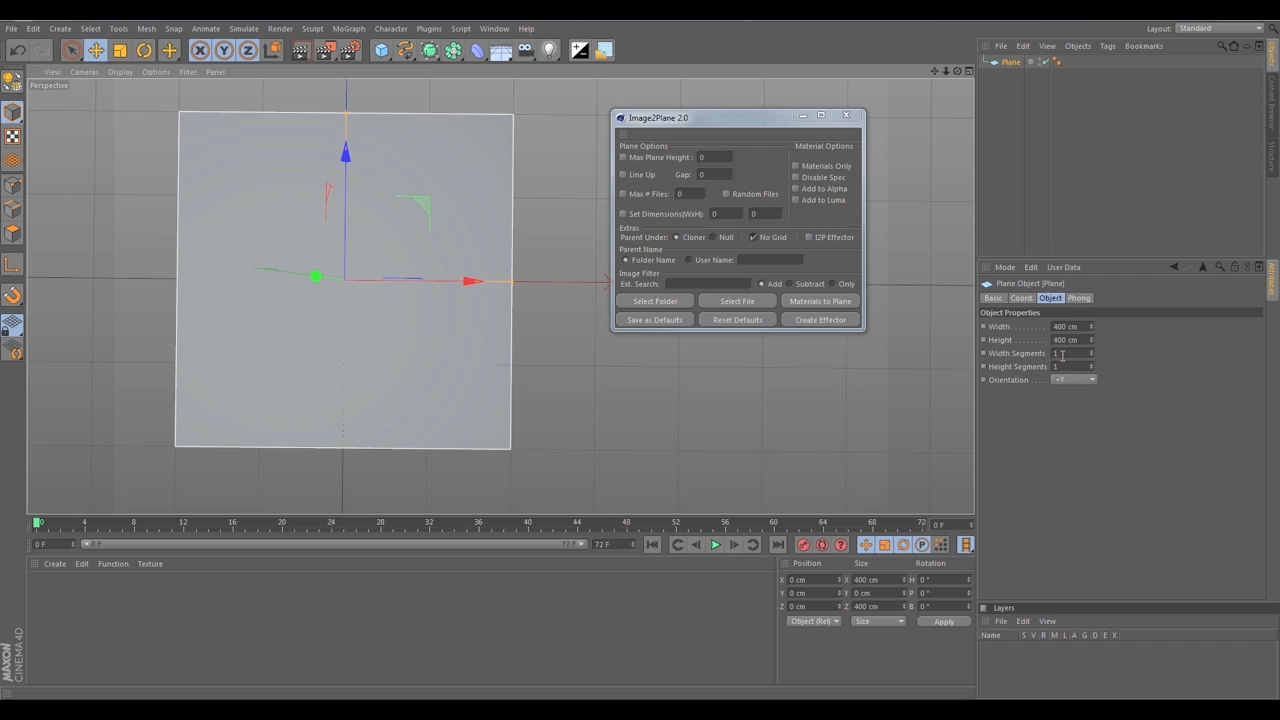 File Edit Create Select Tools Mesh Snap Animate Simulate Render Sculpt MoGraph Character Plugins Script Window Help
Layout: Standard
X Y Z
View Cameras Display Options Filter Panel
Perspective
Image2Plane 2.0
Plane Options
Material Options
Max Plane Height : 0
Materials Only
Line Up Gap: 0
Disable Spec
Max # Files: 0 Random Files
Add to Alpha
Add to Luma
Set Dimensions(WxH): 0 0
Extras
Parent Under: Cloner Null No Grid I2P Effector
Parent Name
Folder Name User Name:
Image Filter
Ext. Search: Add Subtract Only
Select Folder Select File Materials to Plane
Save as Defaults Reset Defaults Create Effector
File Edit View Objects Tags Bookmarks
Plane
Objects
Content Browser
Structure
Mode Edit User Data
Attributes
Plane Object [Plane]
Basic Coord. Object Phong
Object Properties
Width . . . . . . . . 400 cm
Height . . . . . . . 400 cm
Width Segments 1
Height Segments 1
Orientation . . . . +Y
0 4 8 12 16 20 24 28 32 36 40 44 48 52 56 60 64 68 72 0 F
0 F 0 F 72 F 72 F
P
Create Edit Function Texture
Position Size Rotation
X 0 cm X 400 cm H 0 °
Y 0 cm Y 0 cm P 0 °
Z 0 cm Z 400 cm B 0 °
Object (Rel) Size Apply
Layers
File Edit View
Name S V R M L A G D E X
MAXON
CINEMA 4D